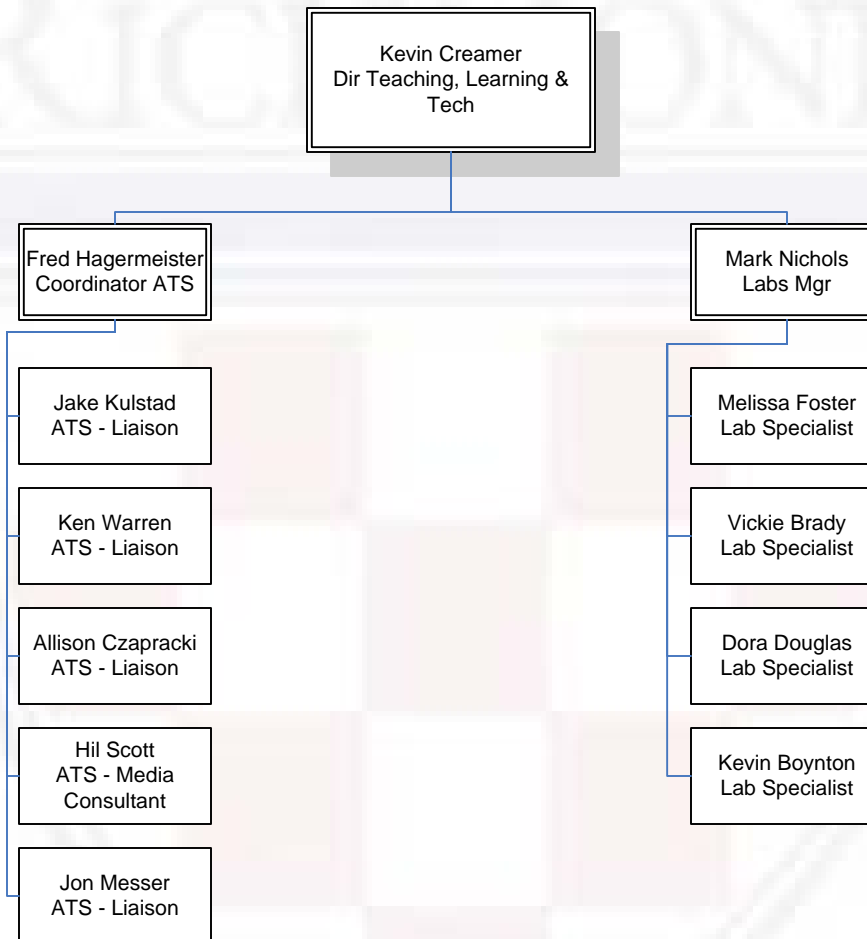 Kevin Creamer
Dir Teaching, Learning &
Tech
Fred Hagermeister
Coordinator ATS
Mark Nichols
Labs Mgr
Jake Kulstad
ATS - Liaison
Ken Warren
ATS - Liaison
Allison Czapracki
ATS - Liaison
Hil Scott
ATS - Media
Consultant
Jon Messer
ATS - Liaison
Melissa Foster
Lab Specialist
Vickie Brady
Lab Specialist
Dora Douglas
Lab Specialist
Kevin Boynton
Lab Specialist